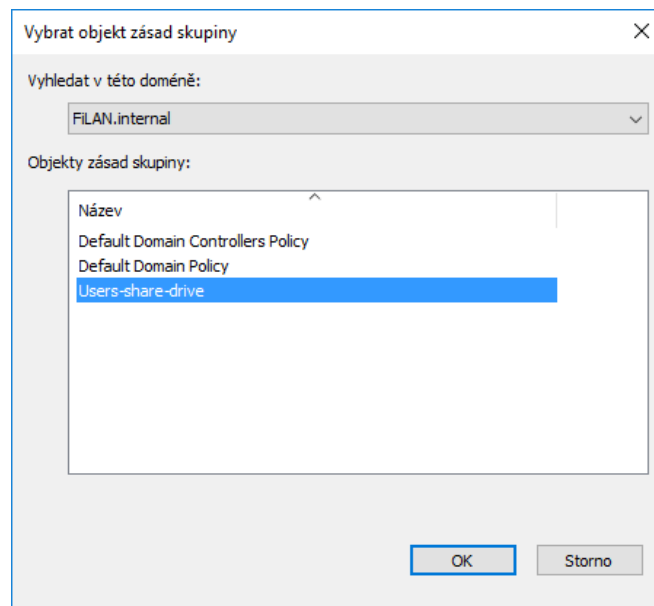 Vybrat objekt zásad skupiny
Vyhledat v této doméně:
FiLAN.internal
Objekty zásad skupiny:
Název
Default Domain Controllers Policy
Default Domain Policy
Users-share-drive
OK
Storno